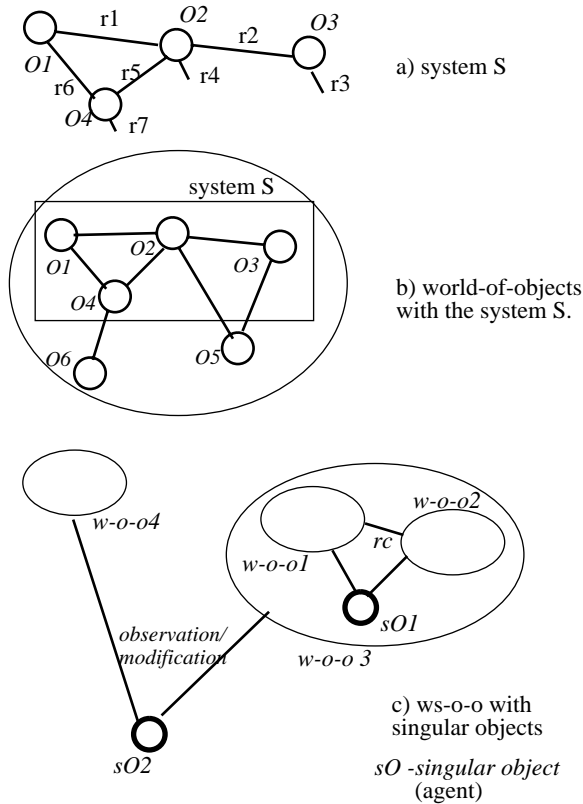 O1
r1
O2
r2
O3
r6
r5
r4
r3
O4
r7
a) system S
system S
O1
O2
O3
O4
O6
O5
b) world-of-objects
with the system S.
w-o-o4
w-o-o2
rc
w-o-o1
sO1
observation/
modification
w-o-o 3
sO2
c) ws-o-o with
singular objects
sO -singular object
(agent)